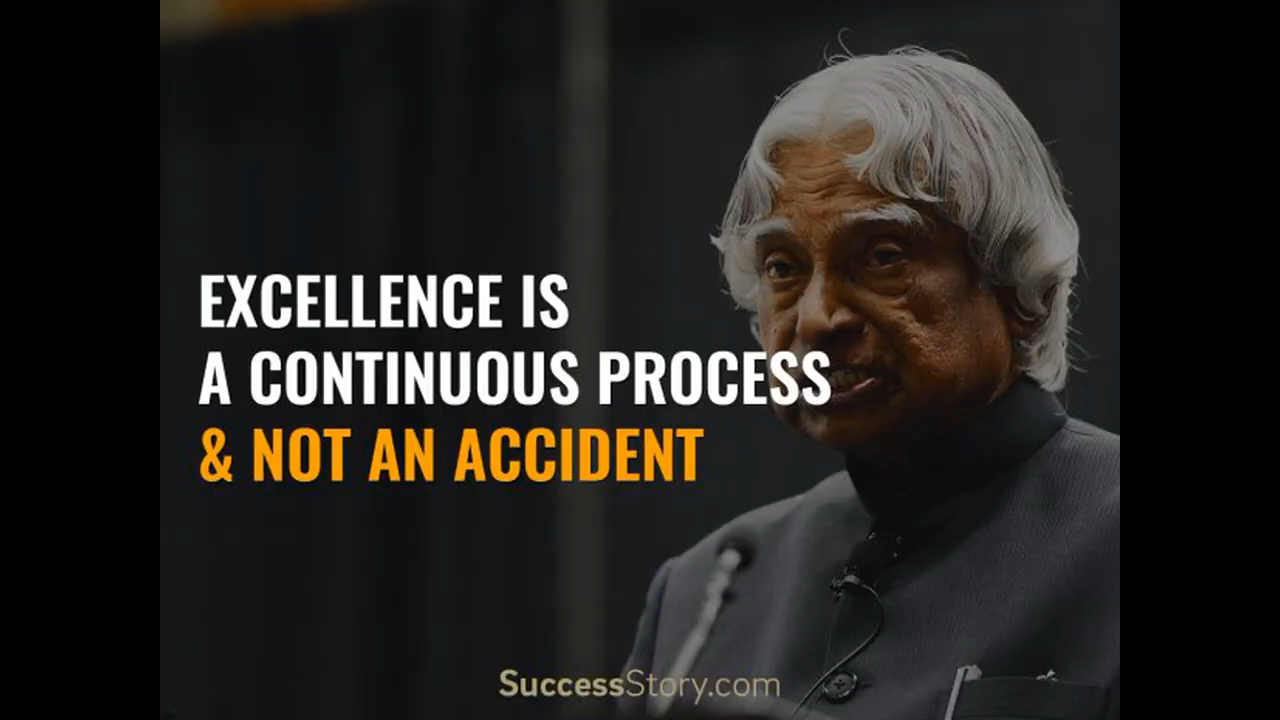 EXCELLENCE IS
A CONTINUOUS PROCESS
& NOT AN ACCIDENT
SuccessStory.com